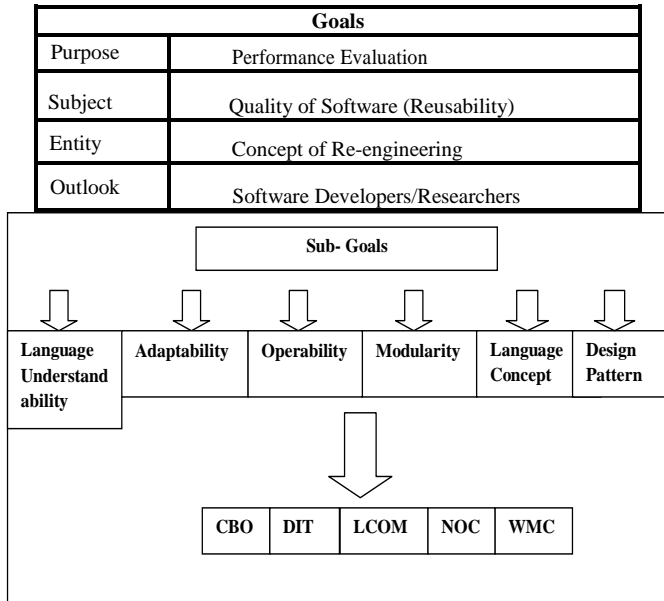 Goals
Purpose Performance Evaluation
Subject Quality of Software (Reusability)
Entity Concept of Re-engineering
Outlook Software Developers/Researchers
Sub- Goals
Language
Understand
ability
Adaptability
Operability
Modularity
Language
Concept
Design
Pattern
CBO DIT LCOM NOC WMC